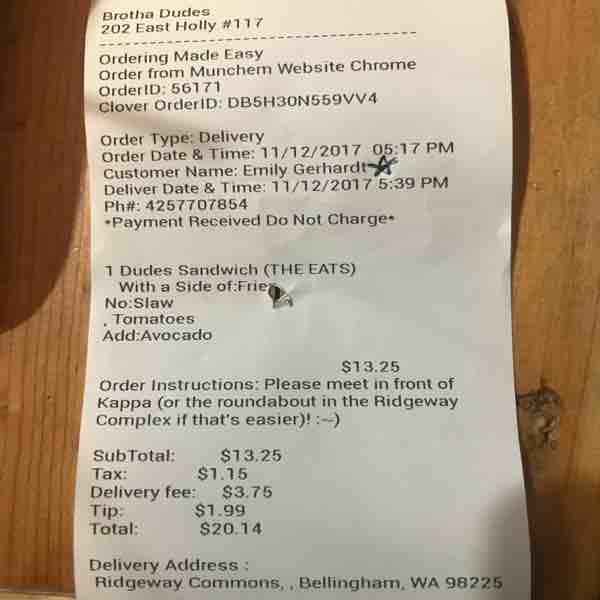 Brotha Dudes
202 East Holly #117
------------------------------------------
Ordering Made Easy
Order from Munchem Website Chrome
OrderID: 56171
Clover OrderID: DB5H30N559VV4
Order Type: Delivery
Order Date & Time: 11/12/2017 05:17 PM
Customer Name: Emily Gerhardt
Deliver Date & Time: 11/12/2017 5:39 PM
Ph#: 4257707854
*Payment Received Do Not Charge*
1 Dudes Sandwich (THE EATS)
With a Side of:Fries
No:Slaw
, Tomatoes
Add:Avocado
$13.25
Order Instructions: Please meet in front of
Kappa (or the roundabout in the Ridgeway
Complex if that's easier)! :~)
SubTotal: $13.25
Tax: $1.15
Delivery fee: $3.75
Tip: $1.99
Total: $20.14
Delivery Address :
Ridgeway Commons, , Bellingham, WA 98225